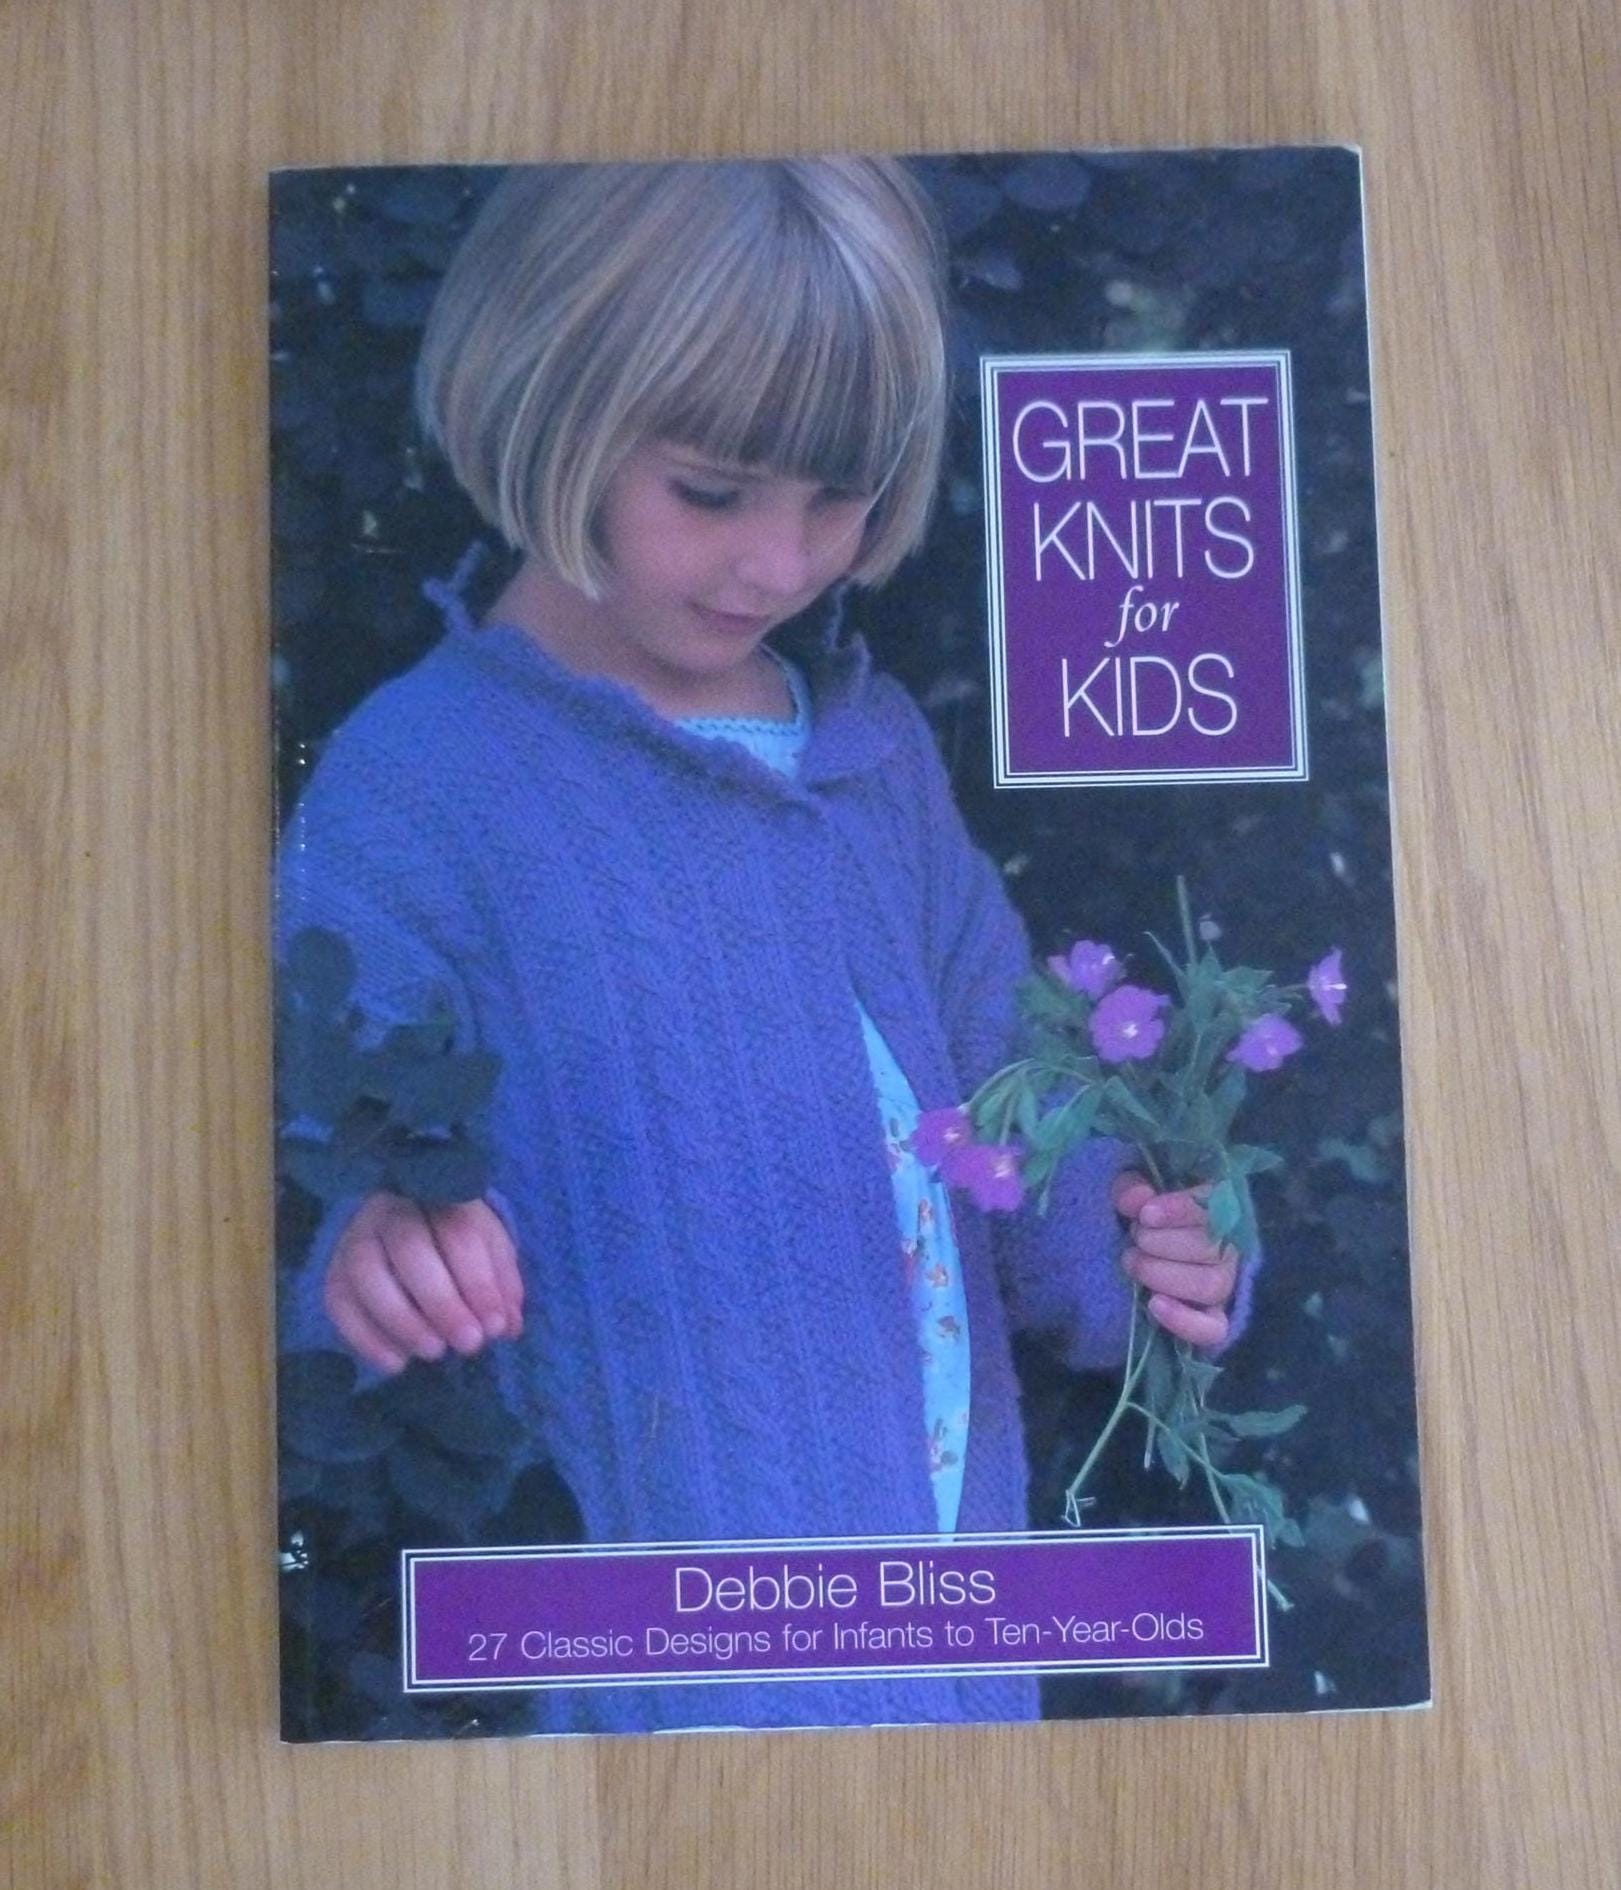 GREAT
KNITS
for
KIDS
Debbie Bliss
27 Classic Designs for Infants to Ten-Year-Olds